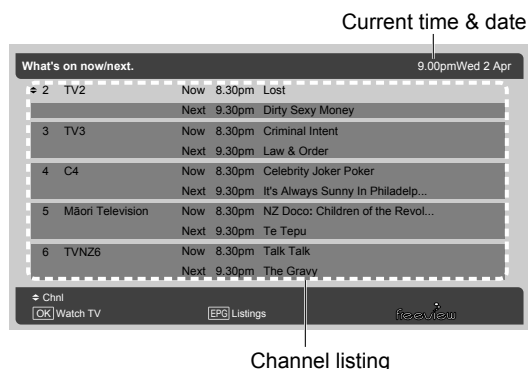 Current time & date
What's on now/next. 9.00pmWed 2 Apr
2 TV2 Now 8.30pm Lost
Next 9.30pm Dirty Sexy Money
3 TV3 Now 8.30pm Criminal Intent
Next 9.30pm Law & Order
4 C4 Now 8.30pm Celebrity Joker Poker
Next 9.30pm It's Always Sunny In Philadelp...
5 Māori Television Now 8.30pm NZ Doco: Children of the Revol...
Next 9.30pm Te Tepu
6 TVNZ6 Now 8.30pm Talk Talk
Next 9.30pm The Gravy
Chnl
OK Watch TV EPG Listings freeview
Channel listing